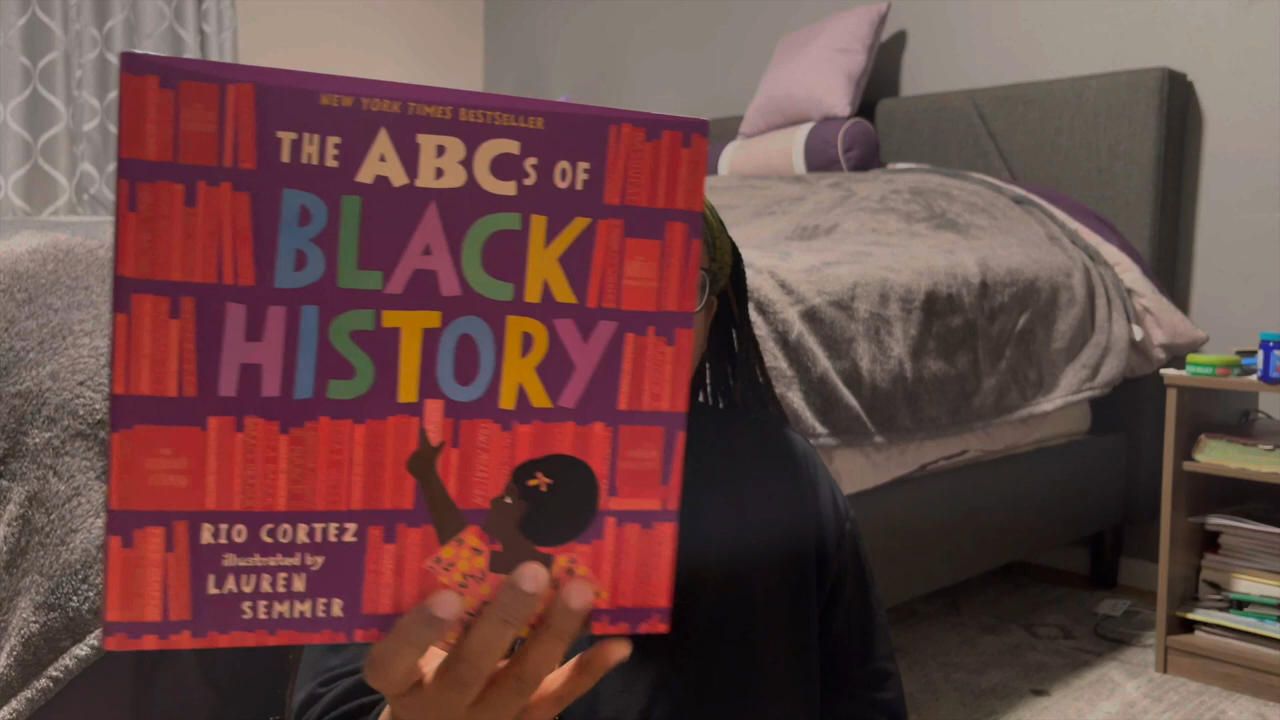 NEW YORK TIMES BESTSELLER
THE ABCs OF
BLACK
HISTORY
RIO CORTEZ
illustrated by
LAUREN
SEMMER